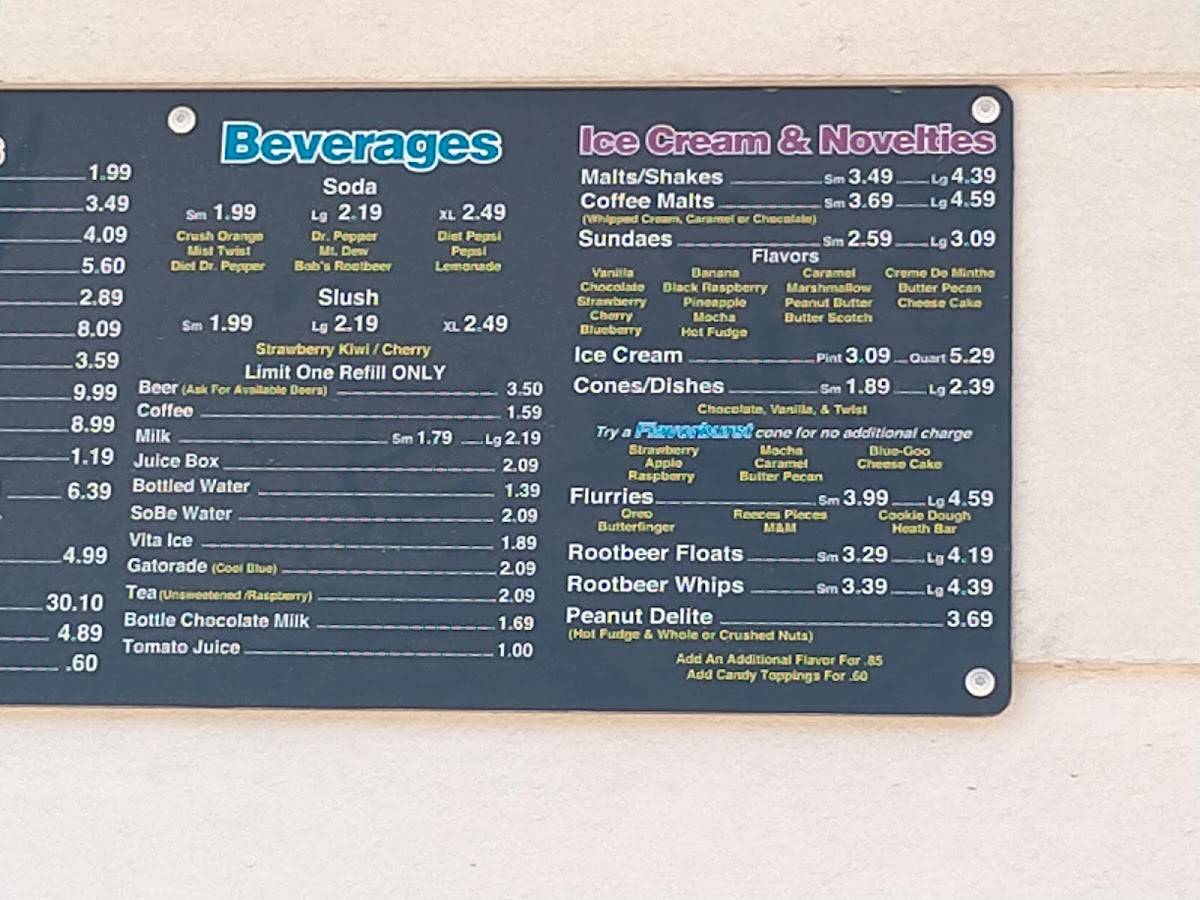 1.99
3.49
4.09
5.60
2.89
8.09
3.59
9.99
8.99
1.19
6.39
4.99
30.10
4.89
.60
Beverages
Soda
Sm 1.99 Lg 2.19 XL 2.49
Crush Orange Dr. Pepper Diet Pepsi
Mist Twist Mt. Dew Pepsi
Diet Dr. Pepper Bob's Rootbeer Lemonade
Slush
Sm 1.99 Lg 2.19 XL 2.49
Strawberry Kiwi / Cherry
Limit One Refill ONLY
Beer (Ask For Available Beers) 3.50
Coffee 1.59
Milk Sm 1.79 Lg 2.19
Juice Box 2.09
Bottled Water 1.39
SoBe Water 2.09
Vita Ice 1.89
Gatorade (Cool Blue) 2.09
Tea (Unsweetened /Raspberry) 2.09
Bottle Chocolate Milk 1.69
Tomato Juice 1.00
Ice Cream & Novelties
Malts/Shakes Sm 3.49 Lg 4.39
Coffee Malts Sm 3.69 Lg 4.59
(Whipped Cream, Caramel or Chocolate)
Sundaes Sm 2.59 Lg 3.09
Flavors
Vanilla Banana Caramel Creme De Minthe
Chocolate Black Raspberry Marshmallow Butter Pecan
Strawberry Pineapple Peanut Butter Cheese Cake
Cherry Mocha Butter Scotch
Blueberry Hot Fudge
Ice Cream Pint 3.09 Quart 5.29
Cones/Dishes Sm 1.89 Lg 2.39
Chocolate, Vanilla, & Twist
Try a Flavorburst cone for no additional charge
Strawberry Mocha Blue-Goo
Apple Caramel Cheese Cake
Raspberry Butter Pecan
Flurries Sm 3.99 Lg 4.59
Oreo Reeces Pieces Cookie Dough
Butterfinger M&M Heath Bar
Rootbeer Floats Sm 3.29 Lg 4.19
Rootbeer Whips Sm 3.39 Lg 4.39
Peanut Delite 3.69
(Hot Fudge & Whole or Crushed Nuts)
Add An Additional Flavor For .85
Add Candy Toppings For .60